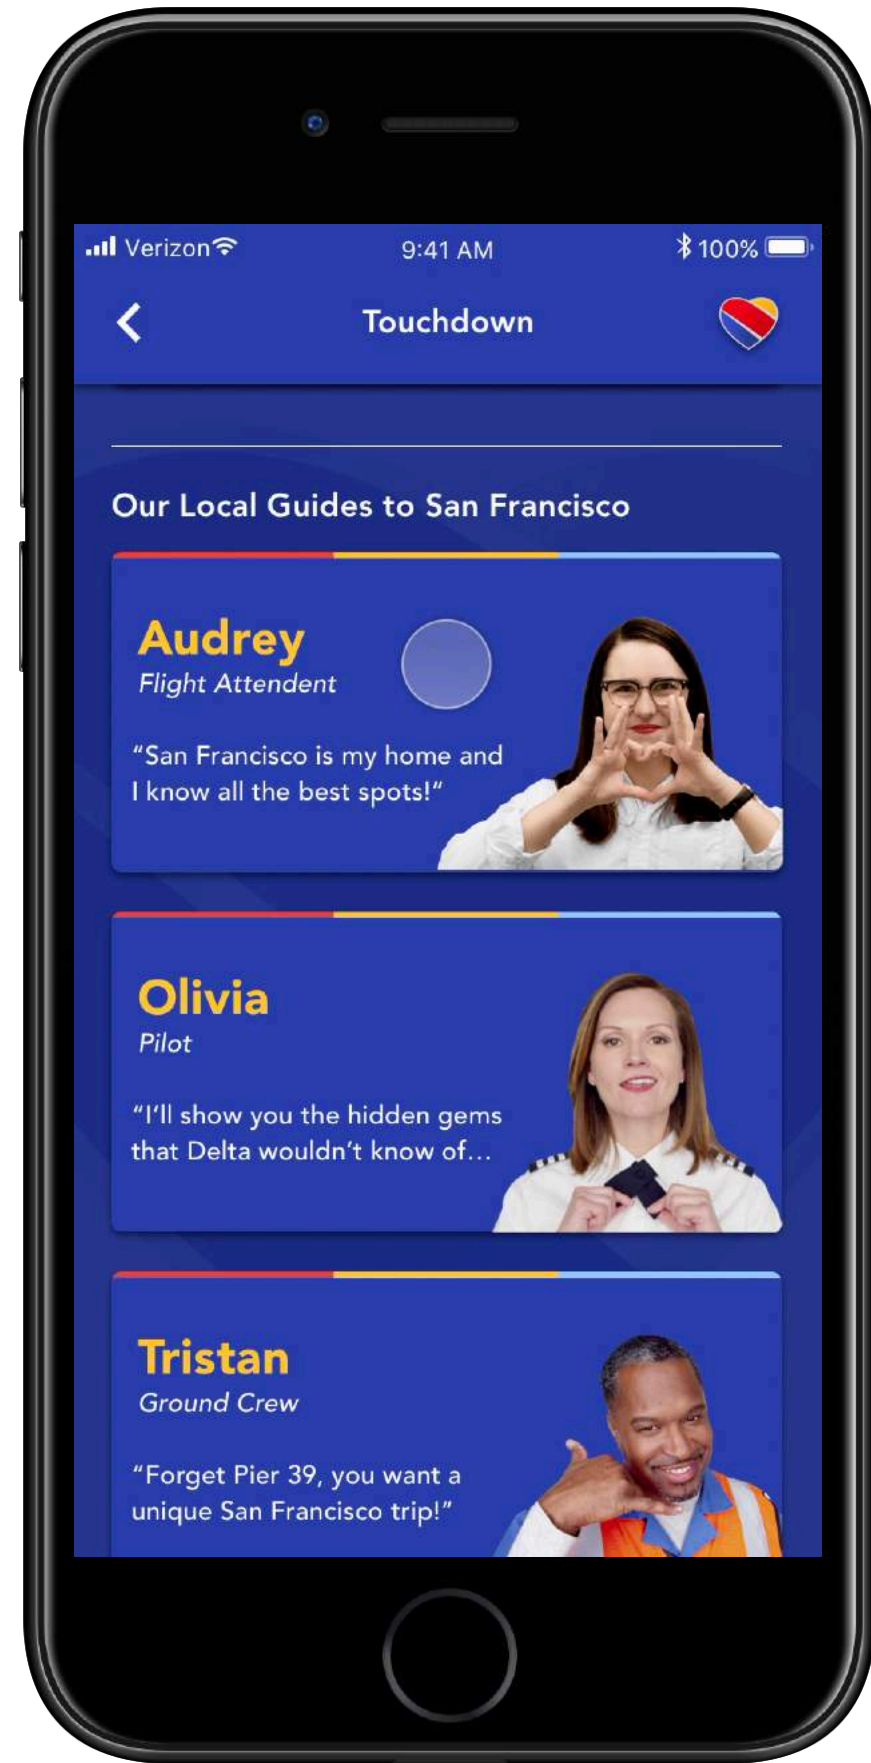 Verizon
9:41 AM
100%
Touchdown
Our Local Guides to San Francisco
Audrey
Flight Attendent
“San Francisco is my home and
I know all the best spots!“
Olivia
Pilot
“I’ll show you the hidden gems
that Delta wouldn’t know of...
Tristan
Ground Crew
“Forget Pier 39, you want a
unique San Francisco trip!”